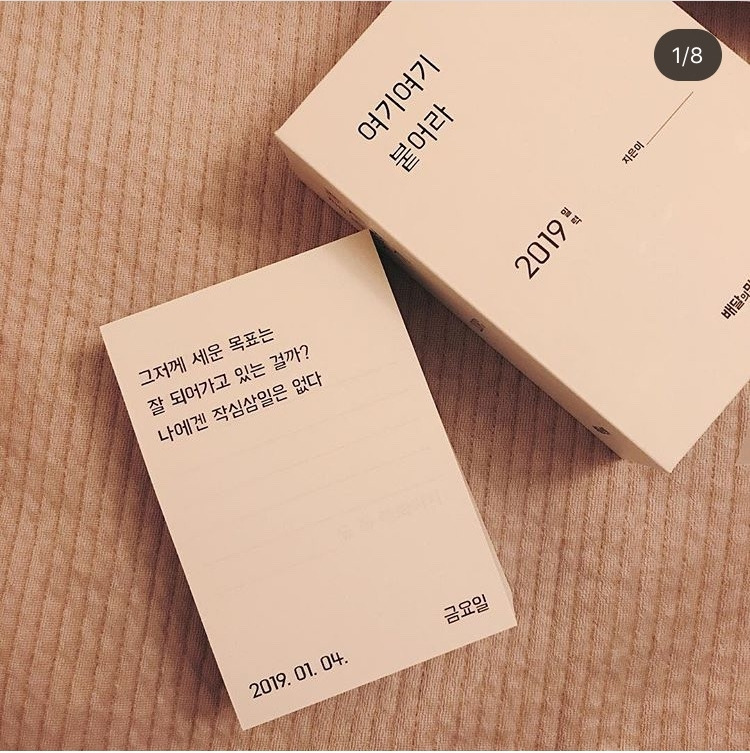 1/8
여기여기
붙어라
지은이
2019 일력
배달의
그저께 세운 목표는
잘 되어가고 있는 걸까?
나에겐 작심삼일은 없다
금요일
2019. 01. 04.